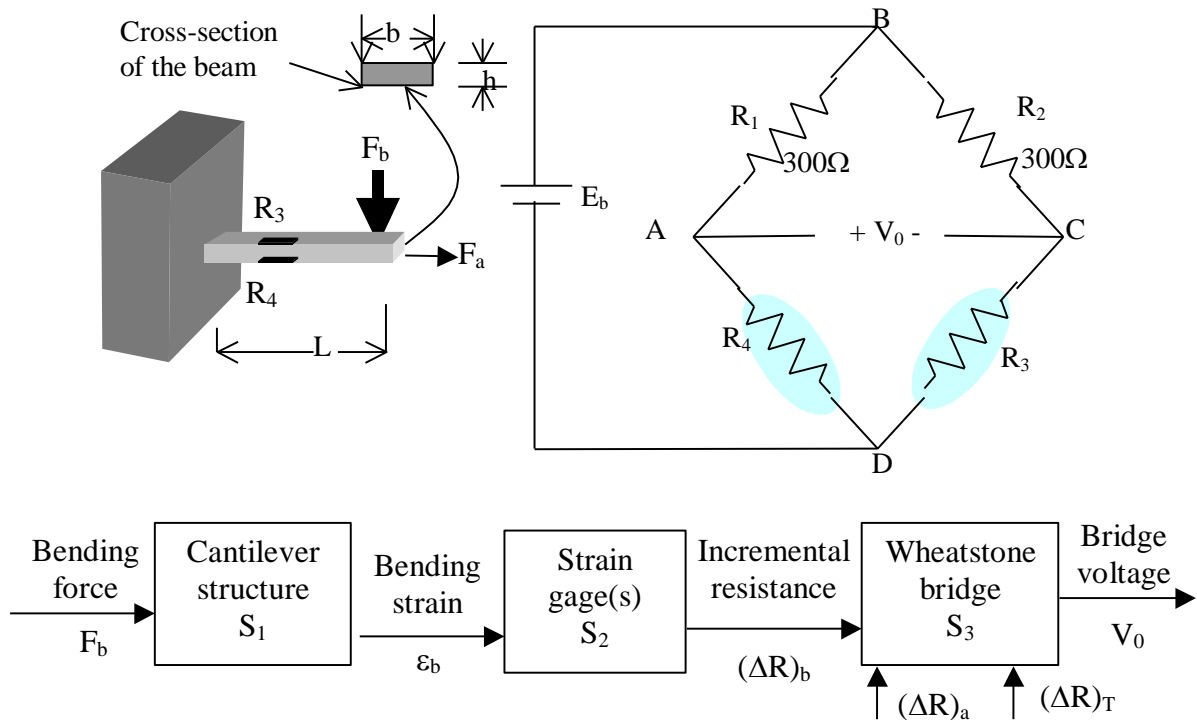 Cross-section
of the beam
b
h
F_b
R_3
R_4
F_a
L
B
R_1
300Ω
R_2
300Ω
E_b
A
+ V_0 -
C
R_4
R_3
D
Bending
force
F_b
Cantilever
structure
S_1
Bending
strain
ε_b
Strain
gage(s)
S_2
Incremental
resistance
(ΔR)_b
Wheatstone
bridge
S_3
Bridge
voltage
V_0
(ΔR)_a
(ΔR)_T